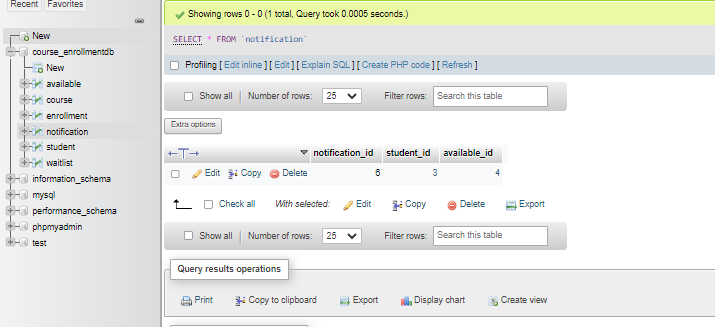 Recent Favorites
New
course_enrollmentdb
New
available
course
enrollment
notification
student
waitlist
information_schema
mysql
performance_schema
phpmyadmin
test
Showing rows 0 - 0 (1 total, Query took 0.0005 seconds.)
SELECT * FROM `notification`
Profiling [ Edit inline ] [ Edit ] [ Explain SQL ] [ Create PHP code ] [ Refresh ]
Show all Number of rows: 25 Filter rows: Search this table
Extra options
notification_id student_id available_id
Edit Copy Delete 6 3 4
Check all With selected: Edit Copy Delete Export
Show all Number of rows: 25 Filter rows: Search this table
Query results operations
Print Copy to clipboard Export Display chart Create view